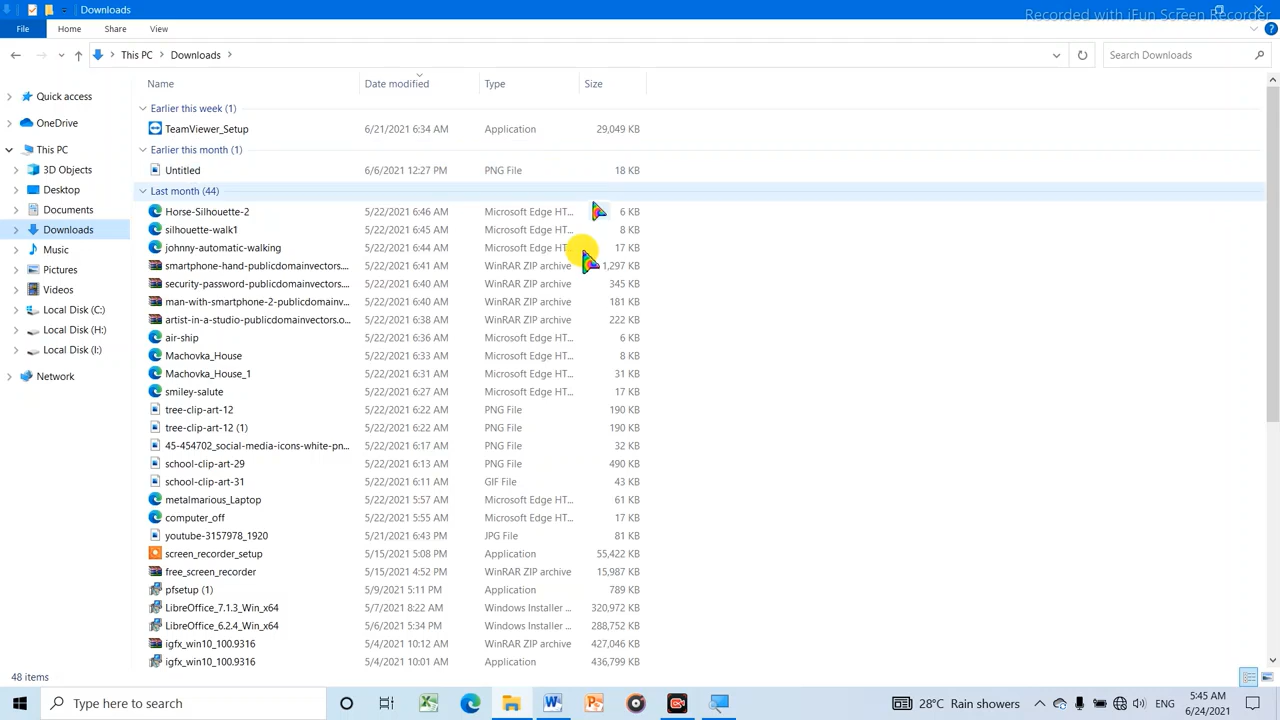 Downloads
Recorded with iFun Screen Recorder
File Home Share View
This PC Downloads Search Downloads
Name Date modified Type Size
Quick access
OneDrive
This PC
3D Objects
Desktop
Documents
Downloads
Music
Pictures
Videos
Local Disk (C:)
Local Disk (H:)
Local Disk (I:)
Network
Earlier this week (1)
TeamViewer_Setup 6/21/2021 6:34 AM Application 29,049 KB
Earlier this month (1)
Untitled 6/6/2021 12:27 PM PNG File 18 KB
Last month (44)
Horse-Silhouette-2 5/22/2021 6:46 AM Microsoft Edge HT... 6 KB
silhouette-walk1 5/22/2021 6:45 AM Microsoft Edge HT... 8 KB
johnny-automatic-walking 5/22/2021 6:44 AM Microsoft Edge HT... 17 KB
smartphone-hand-publicdomainvectors.... 5/22/2021 6:41 AM WinRAR ZIP archive 1,297 KB
security-password-publicdomainvectors.... 5/22/2021 6:40 AM WinRAR ZIP archive 345 KB
man-with-smartphone-2-publicdomainv... 5/22/2021 6:40 AM WinRAR ZIP archive 181 KB
artist-in-a-studio-publicdomainvectors.o... 5/22/2021 6:38 AM WinRAR ZIP archive 222 KB
air-ship 5/22/2021 6:36 AM Microsoft Edge HT... 6 KB
Machovka_House 5/22/2021 6:33 AM Microsoft Edge HT... 8 KB
Machovka_House_1 5/22/2021 6:31 AM Microsoft Edge HT... 31 KB
smiley-salute 5/22/2021 6:27 AM Microsoft Edge HT... 17 KB
tree-clip-art-12 5/22/2021 6:22 AM PNG File 190 KB
tree-clip-art-12 (1) 5/22/2021 6:22 AM PNG File 190 KB
45-454702_social-media-icons-white-pn... 5/22/2021 6:17 AM PNG File 32 KB
school-clip-art-29 5/22/2021 6:13 AM PNG File 490 KB
school-clip-art-31 5/22/2021 6:11 AM GIF File 43 KB
metalmarious_Laptop 5/22/2021 5:57 AM Microsoft Edge HT... 61 KB
computer_off 5/22/2021 5:55 AM Microsoft Edge HT... 17 KB
youtube-3157978_1920 5/21/2021 6:43 PM JPG File 81 KB
screen_recorder_setup 5/15/2021 5:08 PM Application 55,422 KB
free_screen_recorder 5/15/2021 4:52 PM WinRAR ZIP archive 15,987 KB
pfsetup (1) 5/9/2021 5:11 PM Application 789 KB
LibreOffice_7.1.3_Win_x64 5/7/2021 8:22 AM Windows Installer ... 320,972 KB
LibreOffice_6.2.4_Win_x64 5/6/2021 5:34 PM Windows Installer ... 288,752 KB
igfx_win10_100.9316 5/4/2021 10:12 AM WinRAR ZIP archive 427,046 KB
igfx_win10_100.9316 5/4/2021 10:01 AM Application 436,799 KB
48 items
Type here to search 28°C Rain showers ENG 5:45 AM
6/24/2021